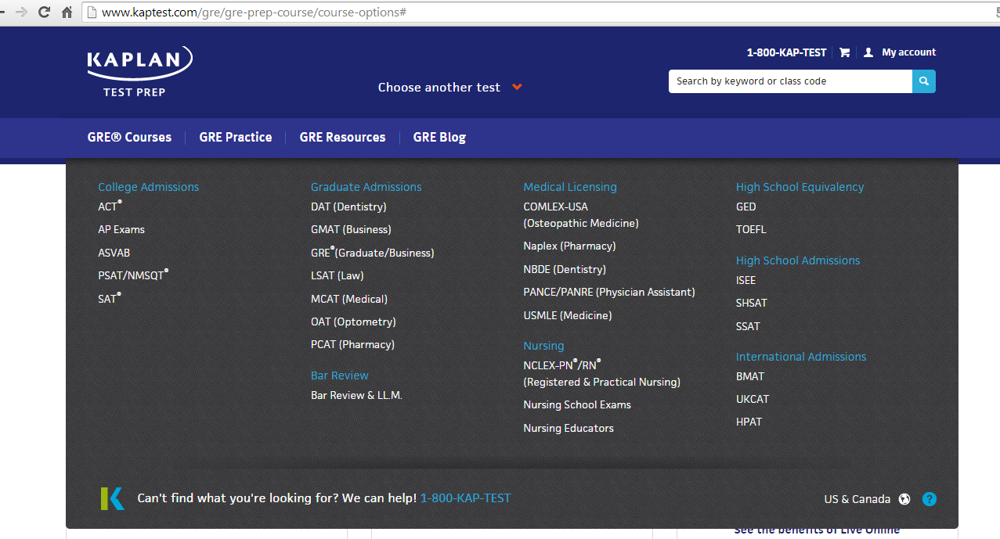 www.kaptest.com/gre/gre-prep-course/course-options#
KAPLAN
TEST PREP
Choose another test
1-800-KAP-TEST
My account
Search by keyword or class code
GRE® Courses
GRE Practice
GRE Resources
GRE Blog
College Admissions
ACT®
AP Exams
ASVAB
PSAT/NMSQT®
SAT®
Graduate Admissions
DAT (Dentistry)
GMAT (Business)
GRE®(Graduate/Business)
LSAT (Law)
MCAT (Medical)
OAT (Optometry)
PCAT (Pharmacy)
Bar Review
Bar Review & LL.M.
Medical Licensing
COMLEX-USA
(Osteopathic Medicine)
Naplex (Pharmacy)
NBDE (Dentistry)
PANCE/PANRE (Physician Assistant)
USMLE (Medicine)
Nursing
NCLEX-PN®/RN®
(Registered & Practical Nursing)
Nursing School Exams
Nursing Educators
High School Equivalency
GED
TOEFL
High School Admissions
ISEE
SHSAT
SSAT
International Admissions
BMAT
UKCAT
HPAT
Can't find what you're looking for? We can help! 1-800-KAP-TEST
US & Canada
?
See the benefits of Live Online